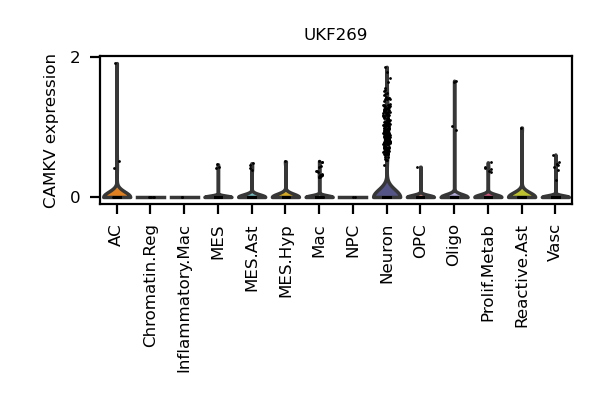 UKF269
CAMKV expression
2
0
AC
Chromatin.Reg
Inflammatory.Mac
MES
MES.Ast
MES.Hyp
Mac
NPC
Neuron
OPC
Oligo
Prolif.Metab
Reactive.Ast
Vasc